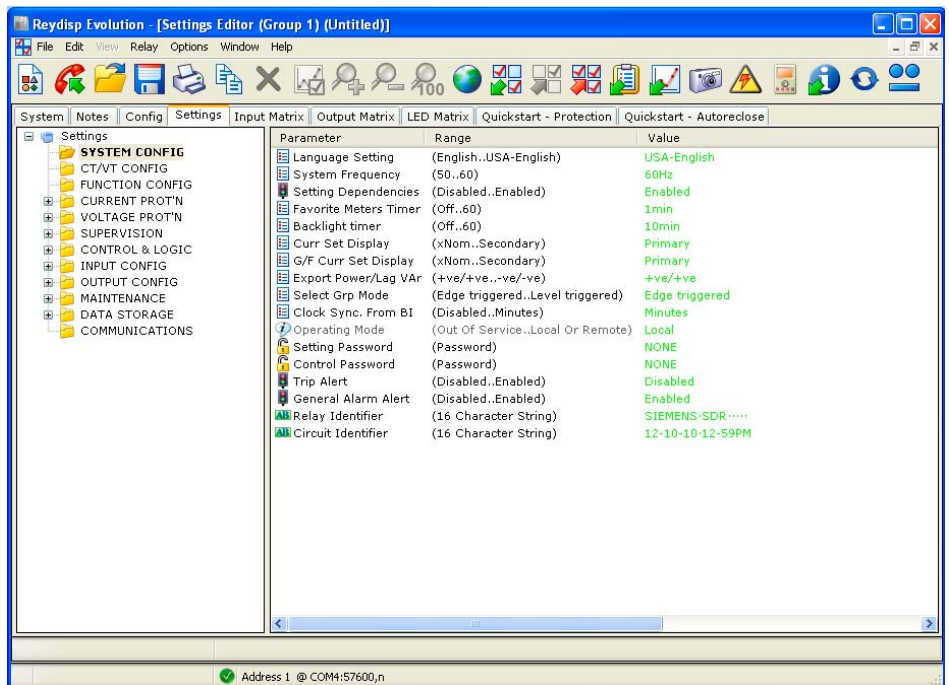 Reydisp Evolution - [Settings Editor (Group 1) (Untitled)]
File Edit View Relay Options Window Help
100
System Notes Config Settings Input Matrix Output Matrix LED Matrix Quickstart - Protection Quickstart - Autoreclose
Settings
SYSTEM CONFIG
CT/VT CONFIG
FUNCTION CONFIG
CURRENT PROT'N
VOLTAGE PROT'N
SUPERVISION
CONTROL & LOGIC
INPUT CONFIG
OUTPUT CONFIG
MAINTENANCE
DATA STORAGE
COMMUNICATIONS
Parameter Range Value
Language Setting (English..USA-English) USA-English
System Frequency (50..60) 60Hz
Setting Dependencies (Disabled..Enabled) Enabled
Favorite Meters Timer (Off..60) 1min
Backlight timer (Off..60) 10min
Curr Set Display (xNom..Secondary) Primary
G/F Curr Set Display (xNom..Secondary) Primary
Export Power/Lag VAr (+ve/+ve..-ve/-ve) +ve/+ve
Select Grp Mode (Edge triggered..Level triggered) Edge triggered
Clock Sync. From BI (Disabled..Minutes) Minutes
Operating Mode (Out Of Service..Local Or Remote) Local
Setting Password (Password) NONE
Control Password (Password) NONE
Trip Alert (Disabled..Enabled) Disabled
General Alarm Alert (Disabled..Enabled) Enabled
AB Relay Identifier (16 Character String) SIEMENS·SDR·····
AB Circuit Identifier (16 Character String) 12-10-10·12-59PM
Address 1 @ COM4:57600,n